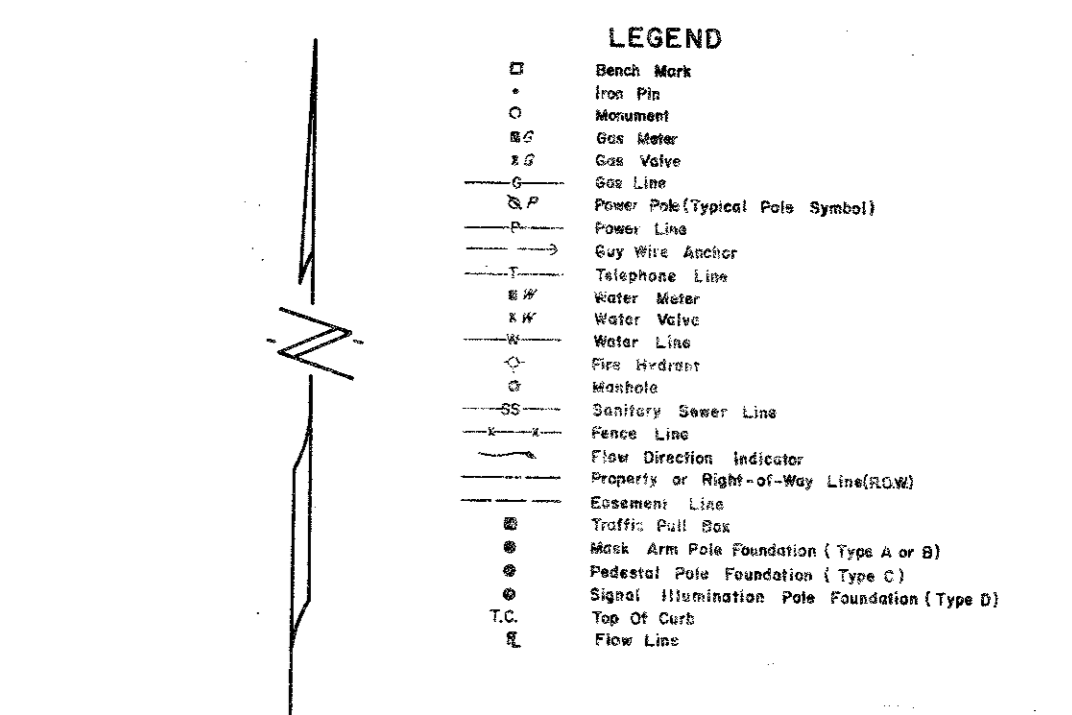 LEGEND
Bench Mark
Iron Pin
Monument
G Gas Meter
G Gas Valve
G Gas Line
P Power Pole (Typical Pole Symbol)
P Power Line
Guy Wire Anchor
T Telephone Line
W Water Meter
W Water Valve
W Water Line
Fire Hydrant
Manhole
SS Sanitary Sewer Line
x x Fence Line
Flow Direction Indicator
Property or Right-of-Way Line (R.O.W.)
Easement Line
Traffic Pull Box
Mask Arm Pole Foundation (Type A or B)
Pedestal Pole Foundation (Type C)
Signal Illumination Pole Foundation (Type D)
T.C. Top Of Curb
FL Flow Line
Z